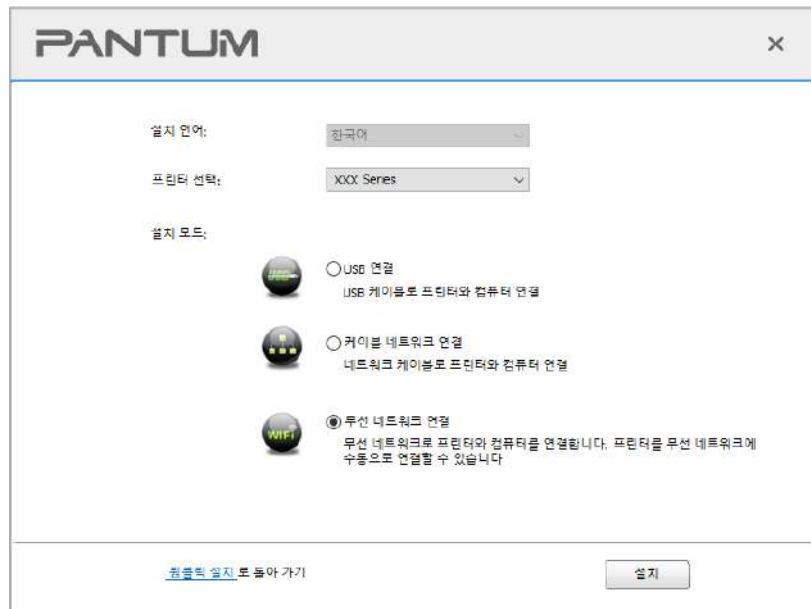 PANTUM
설치 언어:
한국어
프린터 선택:
XXX Series
설치 모드:
USB
USB 연결
USB 케이블로 프린터와 컴퓨터 연결
케이블 네트워크 연결
네트워크 케이블로 프린터와 컴퓨터 연결
WiFi
무선 네트워크 연결
무선 네트워크로 프린터와 컴퓨터를 연결합니다. 프린터를 무선 네트워크에
수동으로 연결할 수 있습니다
원클릭 설치 로 돌아 가기
설치